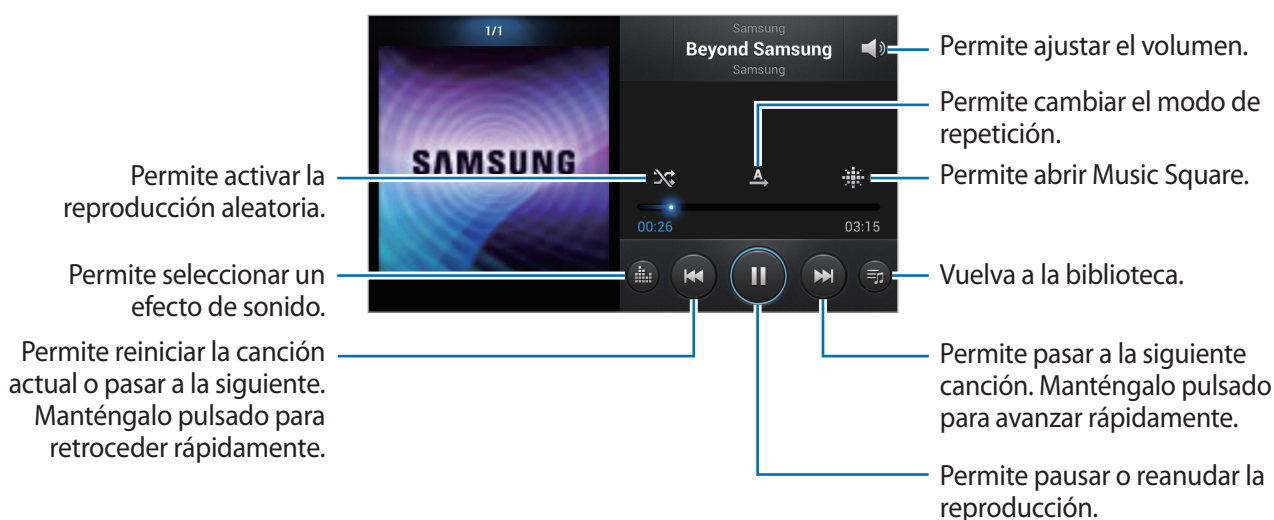 1/1
SAMSUNG
Samsung
Beyond Samsung
Samsung
A
00:26
03:15
Permite activar la
reproducción aleatoria.
Permite seleccionar un
efecto de sonido.
Permite reiniciar la canción
actual o pasar a la siguiente.
Manténgalo pulsado para
retroceder rápidamente.
Permite ajustar el volumen.
Permite cambiar el modo de
repetición.
Permite abrir Music Square.
Vuelva a la biblioteca.
Permite pasar a la siguiente
canción. Manténgalo pulsado
para avanzar rápidamente.
Permite pausar o reanudar la
reproducción.